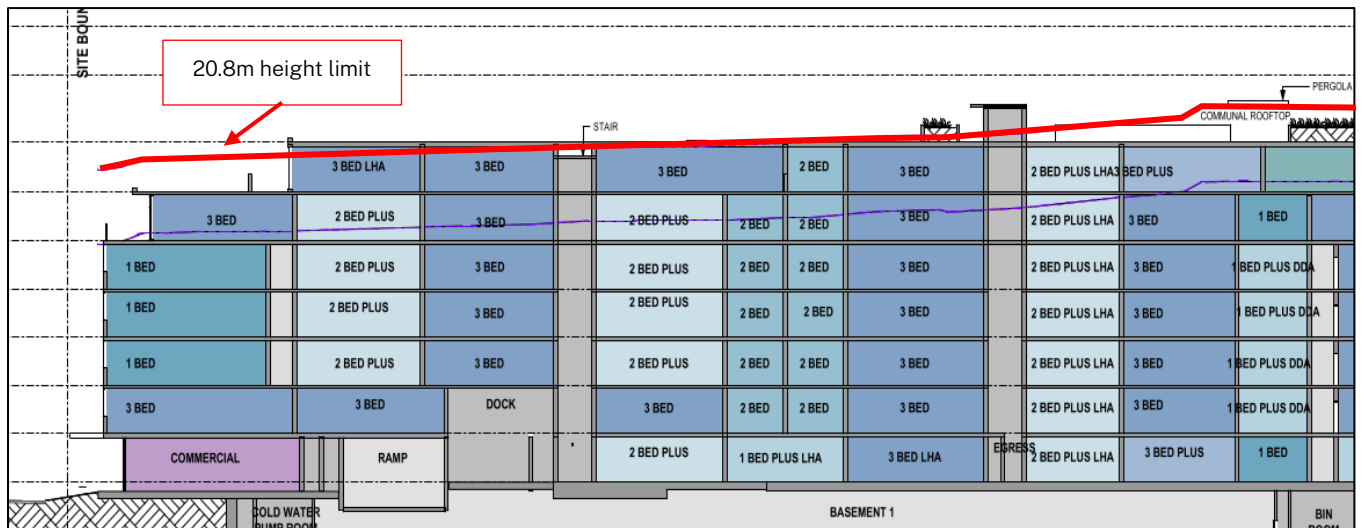 SITE BOUN
20.8m height limit
PERGOLA
COMMUNAL ROOFTOP
STAIR
3 BED LHA
3 BED
3 BED
2 BED
3 BED
2 BED PLUS LHA
3 BED PLUS
3 BED
2 BED PLUS
3 BED
2 BED PLUS
2 BED
2 BED
3 BED
2 BED PLUS LHA
3 BED
1 BED
1 BED
2 BED PLUS
3 BED
2 BED PLUS
2 BED
2 BED
3 BED
2 BED PLUS LHA
3 BED
1 BED PLUS DDA
1 BED
2 BED PLUS
3 BED
2 BED PLUS
2 BED
2 BED
3 BED
2 BED PLUS LHA
3 BED
1 BED PLUS DDA
1 BED
2 BED PLUS
3 BED
2 BED PLUS
2 BED
2 BED
3 BED
2 BED PLUS LHA
3 BED
1 BED PLUS DDA
3 BED
3 BED
DOCK
3 BED
2 BED
2 BED
3 BED
2 BED PLUS LHA
3 BED
1 BED PLUS DDA
COMMERCIAL
RAMP
2 BED PLUS
1 BED PLUS LHA
3 BED LHA
EGRESS
2 BED PLUS LHA
3 BED PLUS
1 BED
COLD WATER
PUMP ROOM
BASEMENT 1
BIN
ROOM